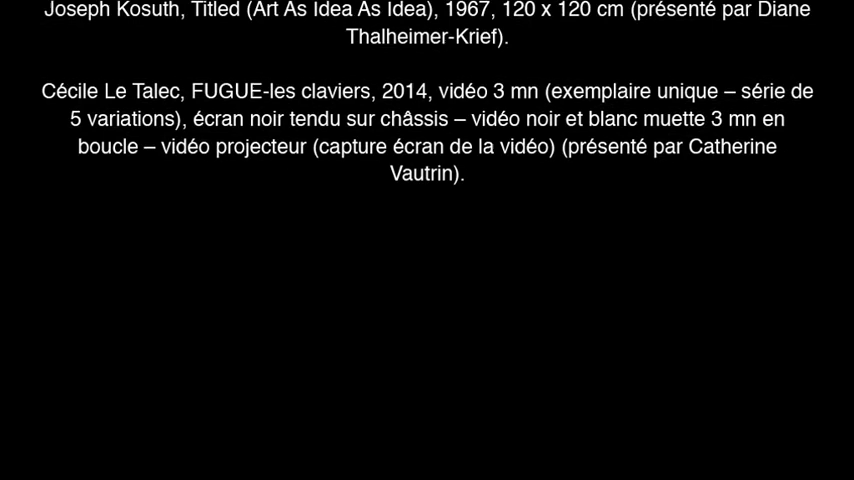 Joseph Kosuth, Titled (Art As Idea As Idea), 1967, 120 x 120 cm (présenté par Diane
Thalheimer-Krief).
Cécile Le Talec, FUGUE-les claviers, 2014, vidéo 3 mn (exemplaire unique – série de
5 variations), écran noir tendu sur châssis – vidéo noir et blanc muette 3 mn en
boucle – vidéo projecteur (capture écran de la vidéo) (présenté par Catherine
Vautrin).